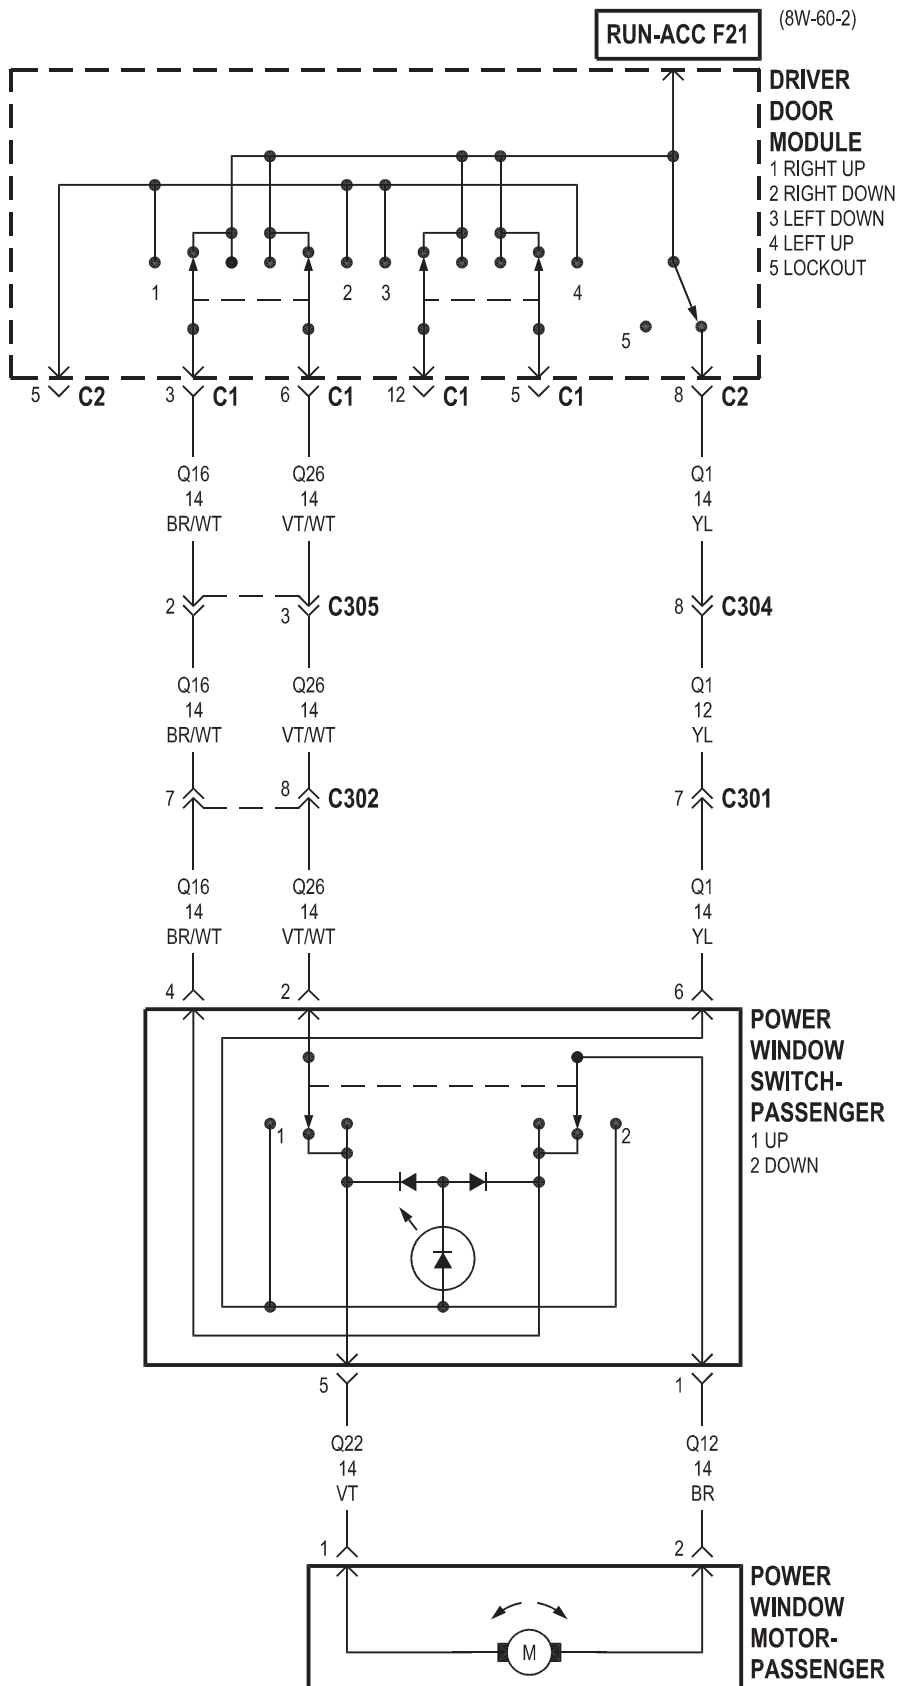 RUN-ACC F21 (8W-60-2)
DRIVER
DOOR
MODULE
1 RIGHT UP
2 RIGHT DOWN
3 LEFT DOWN
4 LEFT UP
5 LOCKOUT
1 2 3 4
5
5 C2 3 C1 6 C1 12 C1 5 C1 8 C2
Q16 Q26 Q1
14 14 14
BR/WT VT/WT YL
2 3 C305 8 C304
Q16 Q26 Q1
14 14 12
BR/WT VT/WT YL
7 8 C302 7 C301
Q16 Q26 Q1
14 14 14
BR/WT VT/WT YL
4 2 6
POWER
WINDOW
SWITCH-
PASSENGER
1 UP
2 DOWN
1 2
5 1
Q22 Q12
14 14
VT BR
1 2
POWER
WINDOW
MOTOR-
PASSENGER
M